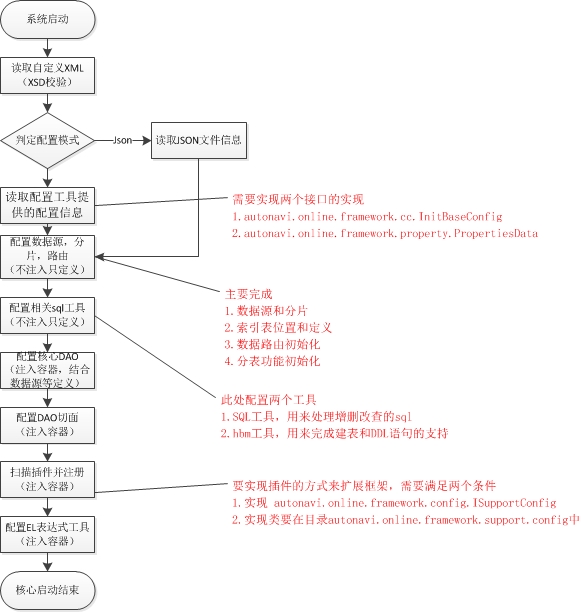 系统启动
读取自定义XML
（XSD校验）
判定配置模式
Json
读取JSON文件信息
读取配置工具提
供的配置信息
需要实现两个接口的实现
1.autonavi.online.framework.cc.InitBaseConfig
2.autonavi.online.framework.property.PropertiesData
配置数据源，分
片，路由
（不注入只定义）
主要完成
1.数据源和分片
2.索引表位置和定义
3.数据路由初始化
4.分表功能初始化
配置相关sql工具
（不注入只定义）
配置核心DAO
（注入容器，结合
数据源等定义）
此处配置两个工具
1.SQL工具，用来处理增删改查的sql
2.hbm工具，用来完成建表和DDL语句的支持
配置DAO切面
（注入容器）
扫描插件并注册
（注入容器）
要实现插件的方式来扩展框架，需要满足两个条件
1.实现 autonavi.online.framework.config.ISupportConfig
2.实现类要在目录autonavi.online.framework.support.config中
配置EL表达式工具
（注入容器）
核心启动结束